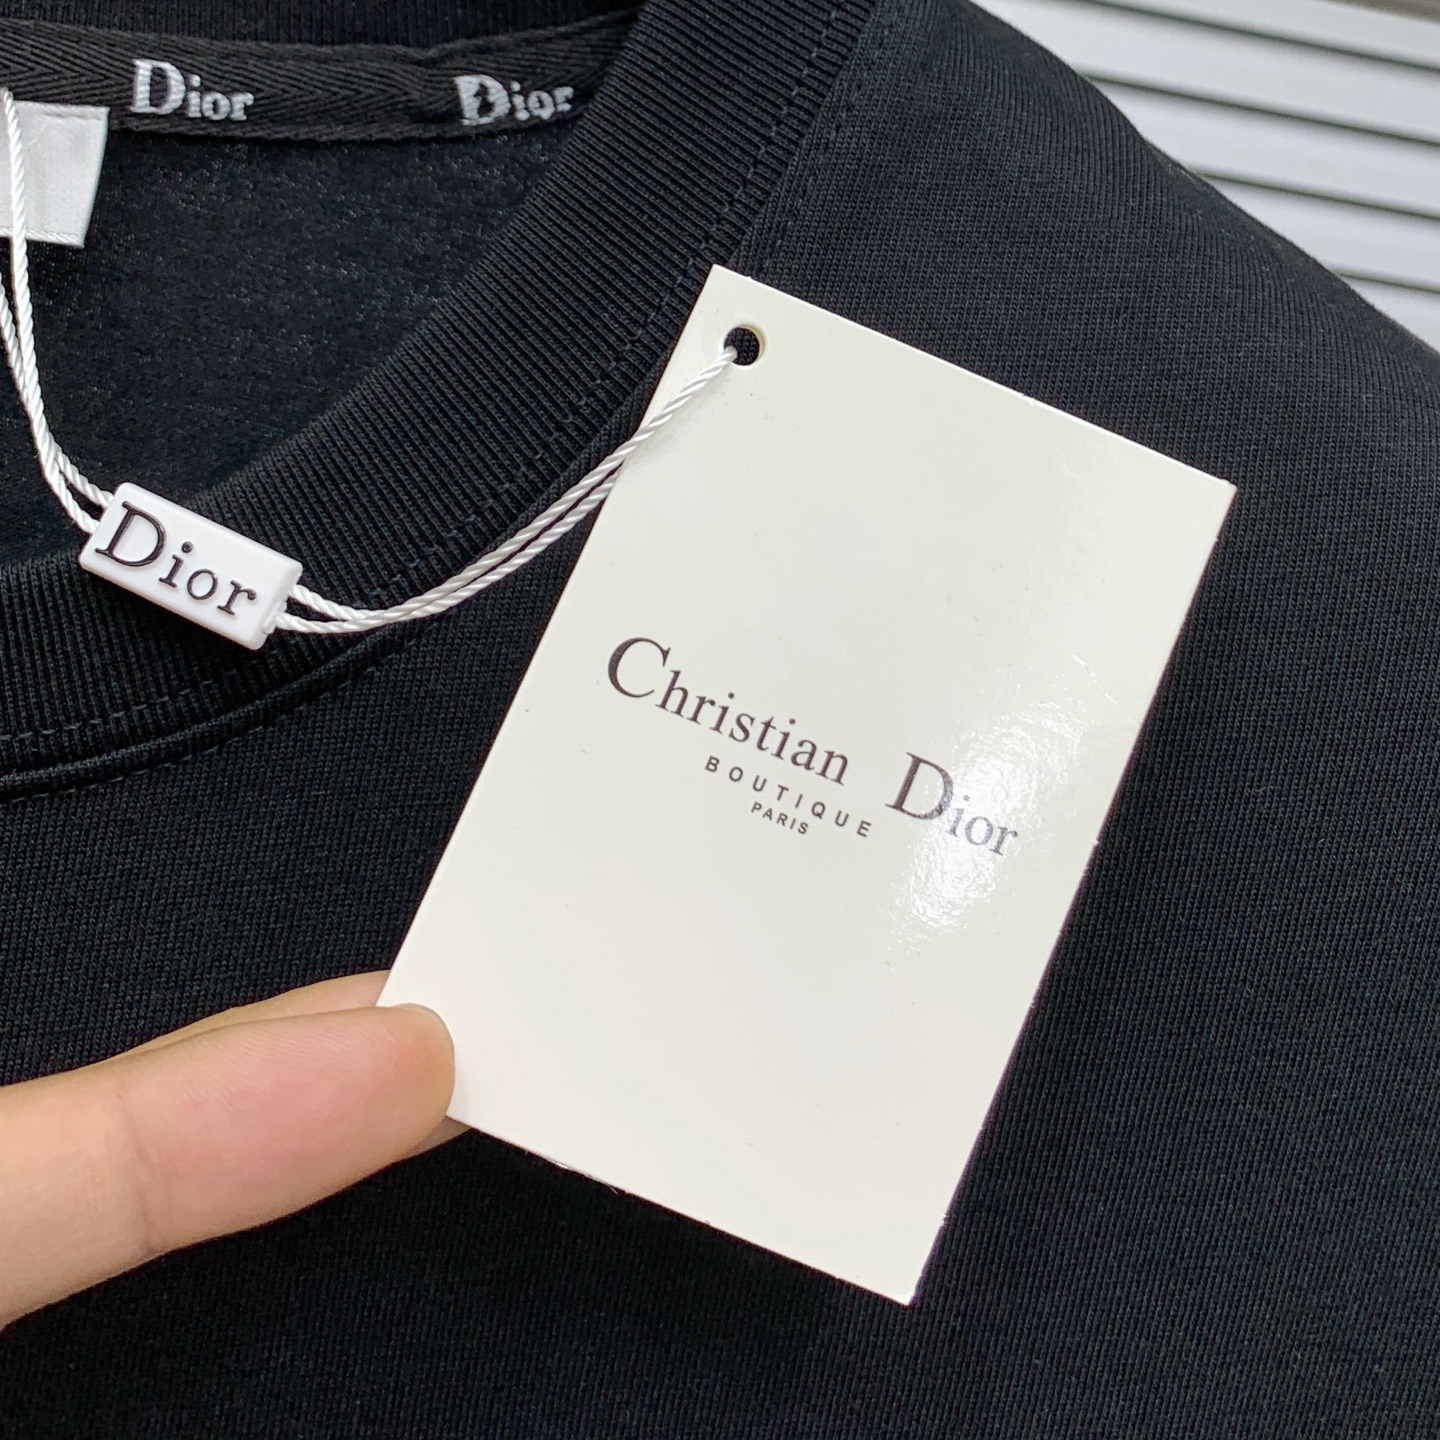 Dior Dior
Dior
Christian Dior
BOUTIQUE
PARIS